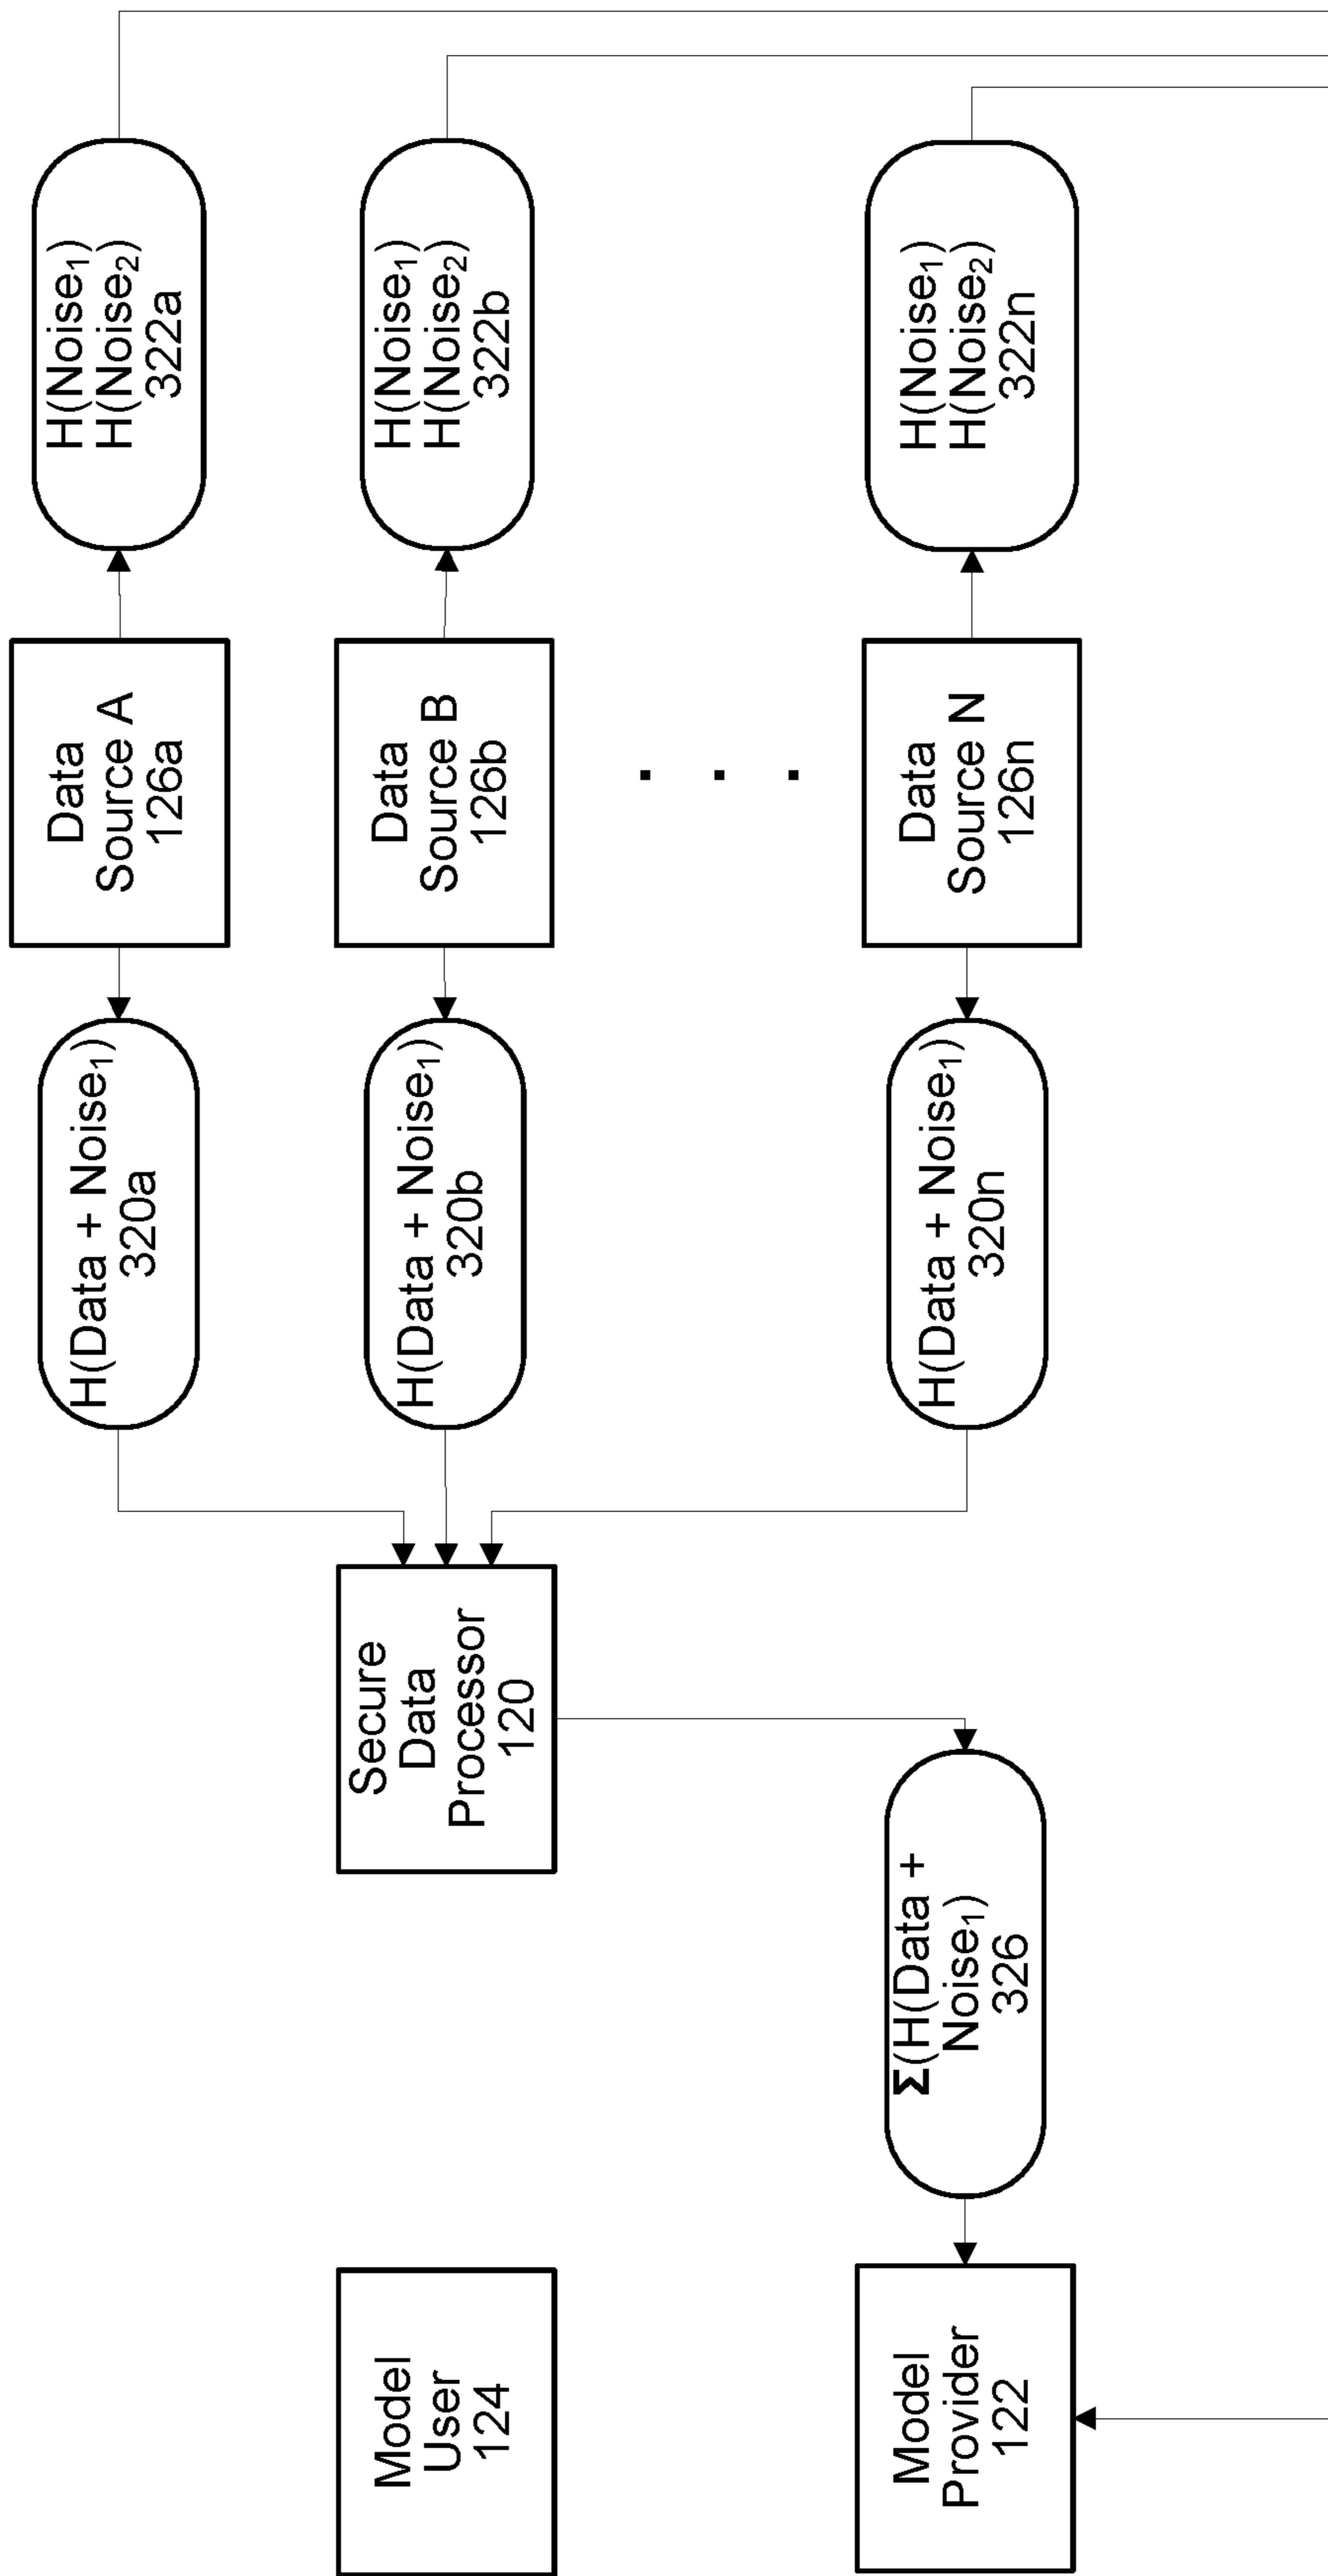 Data
Source A
126a
H(Data + Noise₁)
320a
H(Noise₁)
H(Noise₂)
322a
Model
User
124
Secure
Data
Processor
120
H(Data + Noise₁)
320b
Data
Source B
126b
H(Noise₁)
H(Noise₂)
322b
. . .
Model
Provider
122
Σ(H(Data +
Noise₁)
326
H(Data + Noise₁)
320n
Data
Source N
126n
H(Noise₁)
H(Noise₂)
322n